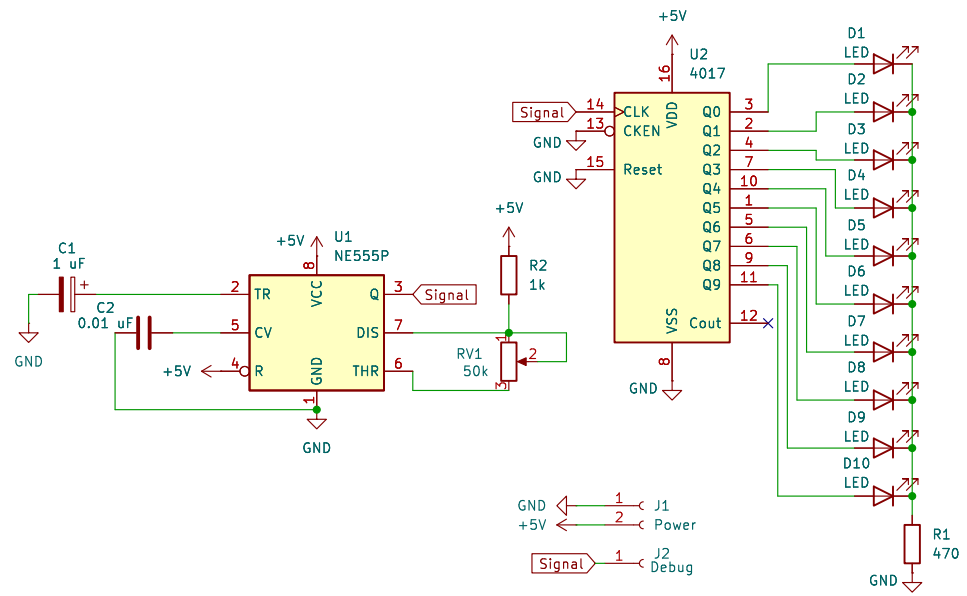 +5V
U2
4017
16
VDD
Signal
14
CLK
GND
13
CKEN
GND
15
Reset
Q0
3
Q1
2
Q2
4
Q3
7
Q4
10
Q5
1
Q6
5
Q7
6
Q8
9
Q9
11
Cout
12
VSS
8
GND
D1
LED
D2
LED
D3
LED
D4
LED
D5
LED
D6
LED
D7
LED
D8
LED
D9
LED
D10
LED
R1
470
GND
C1
1 uF
+
GND
C2
0.01 uF
+5V
U1
NE555P
8
VCC
2
TR
5
CV
+5V
4
R
GND
1
GND
Q
3
Signal
DIS
7
THR
6
+5V
R2
1k
RV1
50k
1
2
3
GND
1
J1
+5V
2
Power
Signal
1
J2
Debug